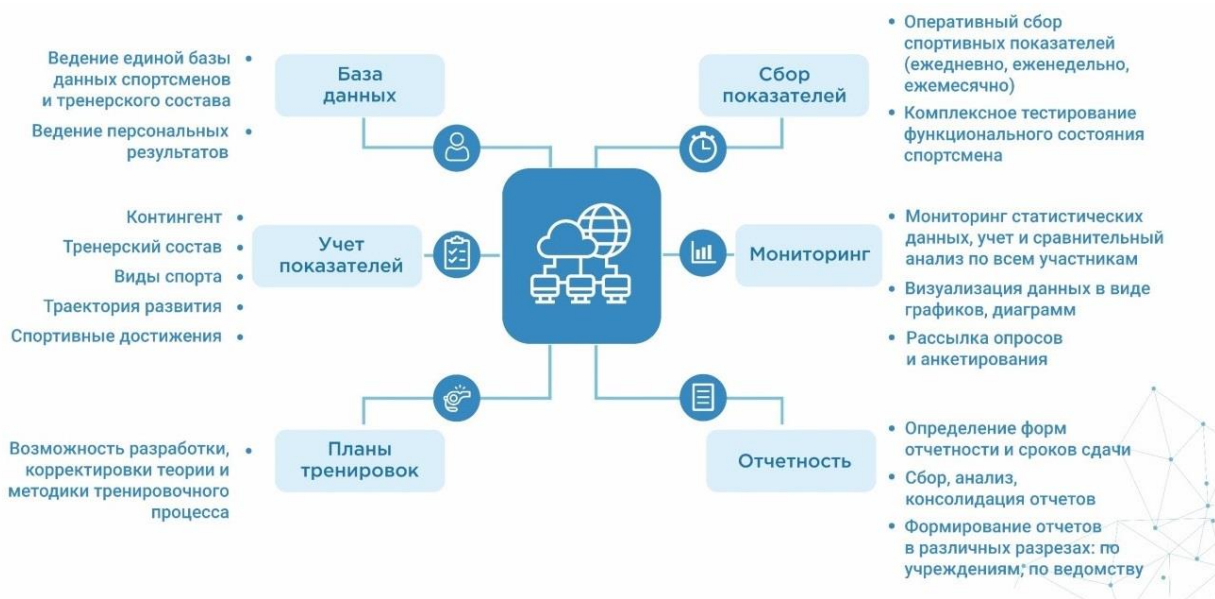 Ведение единой базы
данных спортсменов
и тренерского состава
Ведение персональных
результатов
База
данных
Сбор
показателей
Оперативный сбор
спортивных показателей
(ежедневно, еженедельно,
ежемесячно)
Комплексное тестирование
функционального состояния
спортсмена
Контингент
Тренерский состав
Виды спорта
Траектория развития
Спортивные достижения
Учет
показателей
Мониторинг
Мониторинг статистических
данных, учет и сравнительный
анализ по всем участникам
Визуализация данных в виде
графиков, диаграмм
Рассылка опросов
и анкетирования
Возможность разработки,
корректировки теории и
методики тренировочного
процесса
Планы
тренировок
Отчетность
Определение форм
отчетности и сроков сдачи
Сбор, анализ,
консолидация отчетов
Формирование отчетов
в различных разрезах: по
учреждениям, по ведомству